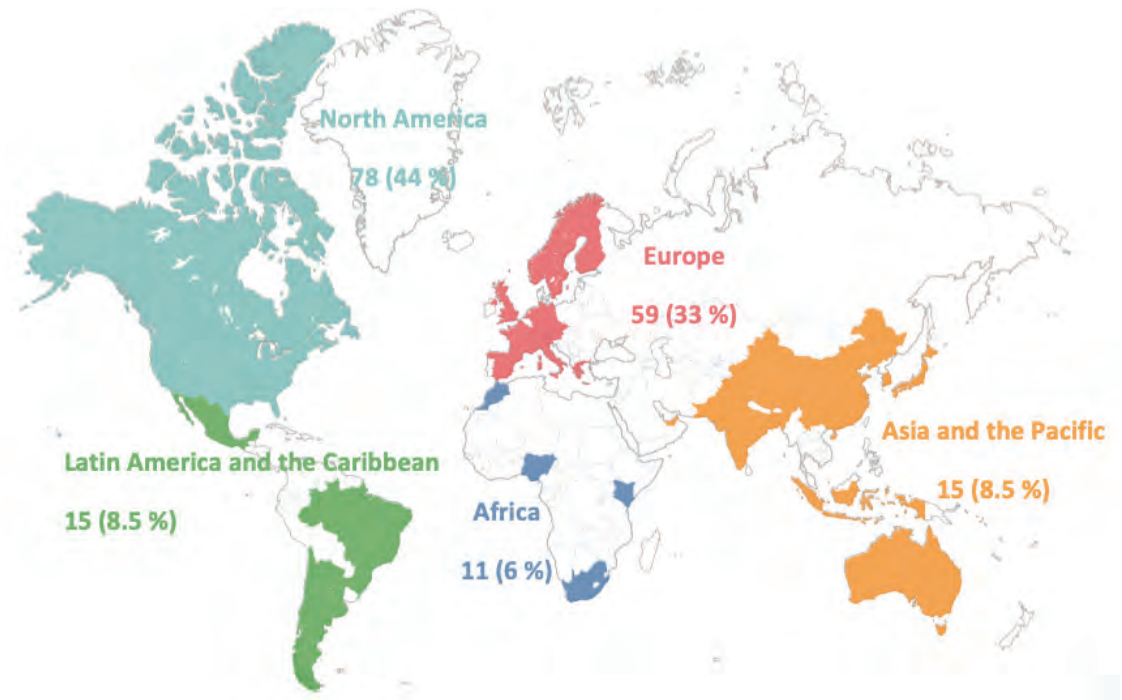 North America
78 (44 %)
Europe
59 (33 %)
Asia and the Pacific
15 (8.5 %)
Latin America and the Caribbean
15 (8.5 %)
Africa
11 (6 %)